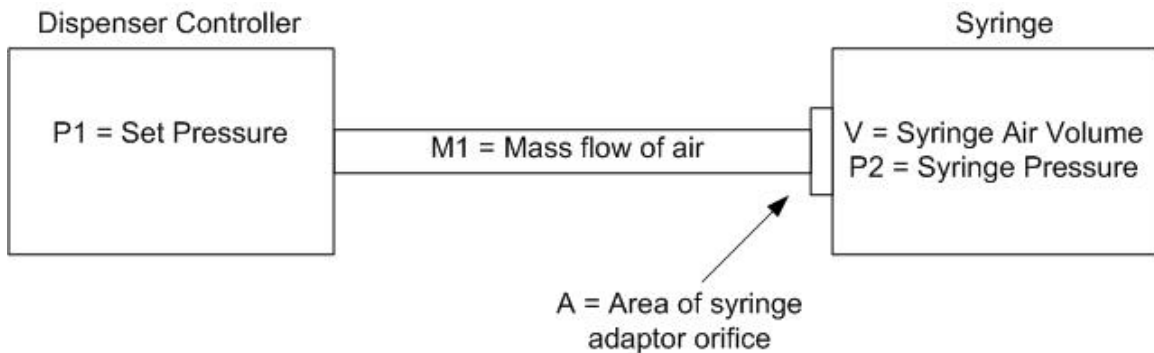 Dispenser Controller
Syringe
P1 = Set Pressure
M1 = Mass flow of air
V = Syringe Air Volume
P2 = Syringe Pressure
A = Area of syringe
adaptor orifice